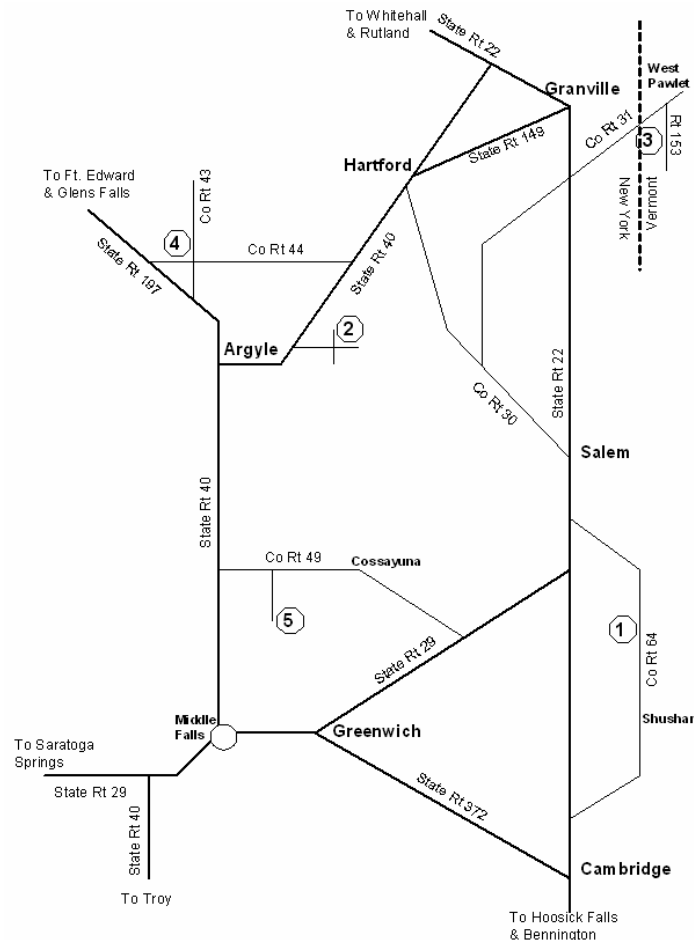 To Whitehall
& Rutland
State Rt 22
Granville
West
Pawlet
Co Rt 31
3
Rt 153
State Rt 149
Hartford
To Ft. Edward
& Glens Falls
Co Rt 43
New York
Vermont
4
Co Rt 44
State Rt 40
State Rt 197
2
Argyle
State Rt 22
Co Rt 30
Salem
State Rt 40
Co Rt 49
Cossayuna
5
1
State Rt 29
Co Rt 64
Middle
Falls
Greenwich
Shushan
To Saratoga
Springs
State Rt 29
State Rt 372
State Rt 40
Cambridge
To Troy
To Hoosick Falls
& Bennington